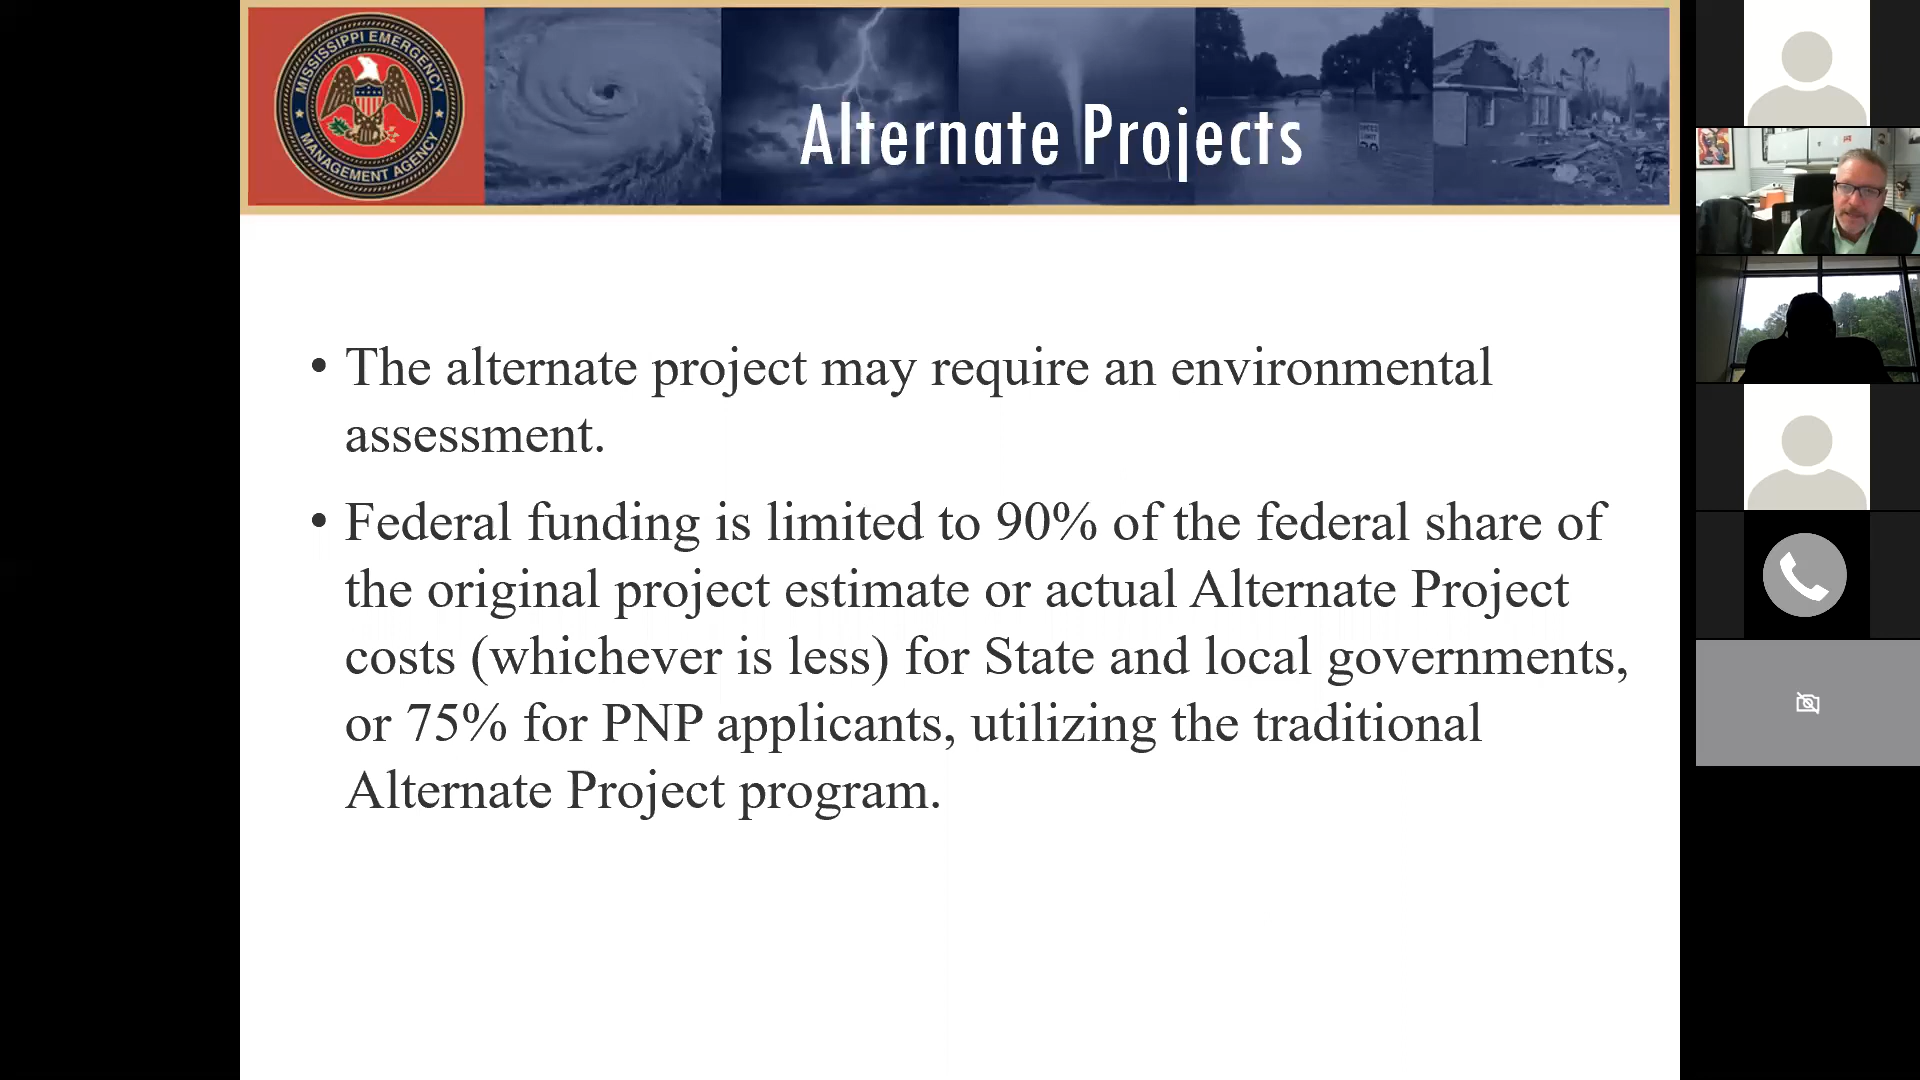 MISSISSIPPI EMERGENCY
MANAGEMENT AGENCY
Alternate Projects
• The alternate project may require an environmental
assessment.
• Federal funding is limited to 90% of the federal share of
the original project estimate or actual Alternate Project
costs (whichever is less) for State and local governments,
or 75% for PNP applicants, utilizing the traditional
Alternate Project program.